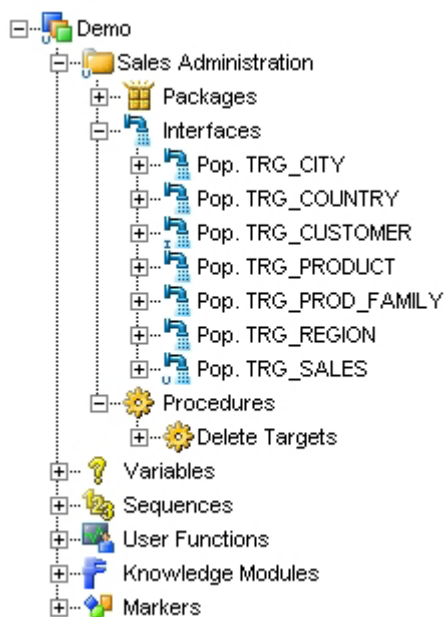 Demo
Sales Administration
Packages
Interfaces
Pop. TRG_CITY
Pop. TRG_COUNTRY
Pop. TRG_CUSTOMER
Pop. TRG_PRODUCT
Pop. TRG_PROD_FAMILY
Pop. TRG_REGION
Pop. TRG_SALES
Procedures
Delete Targets
Variables
Sequences
User Functions
Knowledge Modules
Markers